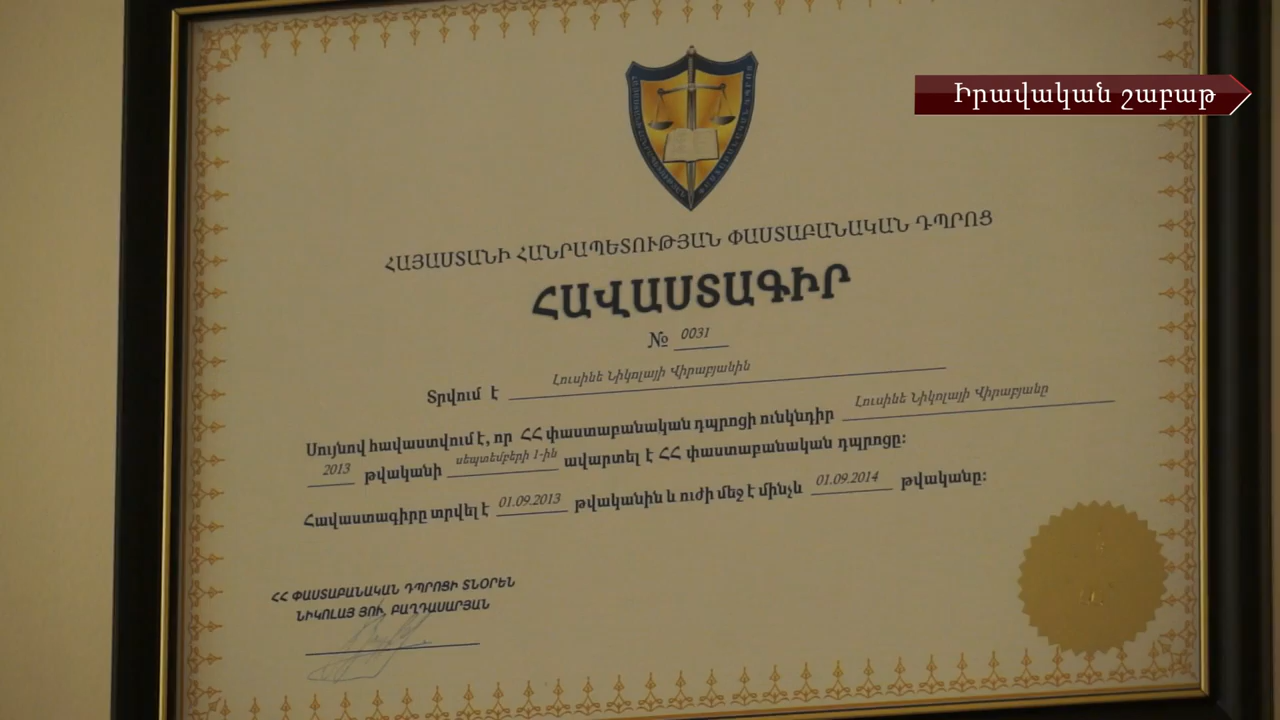 Իրավական շաբաթ
ՀԱՅԱՍՏԱՆԻ ՀԱՆՐԱՊԵՏՈՒԹՅԱՆ ՓԱՍՏԱԲԱՆԱԿԱՆ ԴՊՐՈՑ
ՀԱՎԱՍՏԱԳԻՐ
№ 0031
Տրվում է Լուսինե Նիկոլայի Վիրաբյանին
Սույնով հավաստվում է, որ ՀՀ փաստաբանական դպրոցի ունկնդիր Լուսինե Նիկոլայի Վիրաբյանը
2013 թվականի սեպտեմբերի 1-ին ավարտել է ՀՀ փաստաբանական դպրոցը:
Հավաստագիրը տրվել է 01.09.2013 թվականին և ուժի մեջ է մինչև 01.09.2014 թվականը:
ՀՀ ՓԱՍՏԱԲԱՆԱԿԱՆ ԴՊՐՈՑԻ ՏՆՕՐԵՆ
ՆԻԿՈԼԱՅ ՅՈՒ. ԲԱՂԴԱՍԱՐՅԱՆ